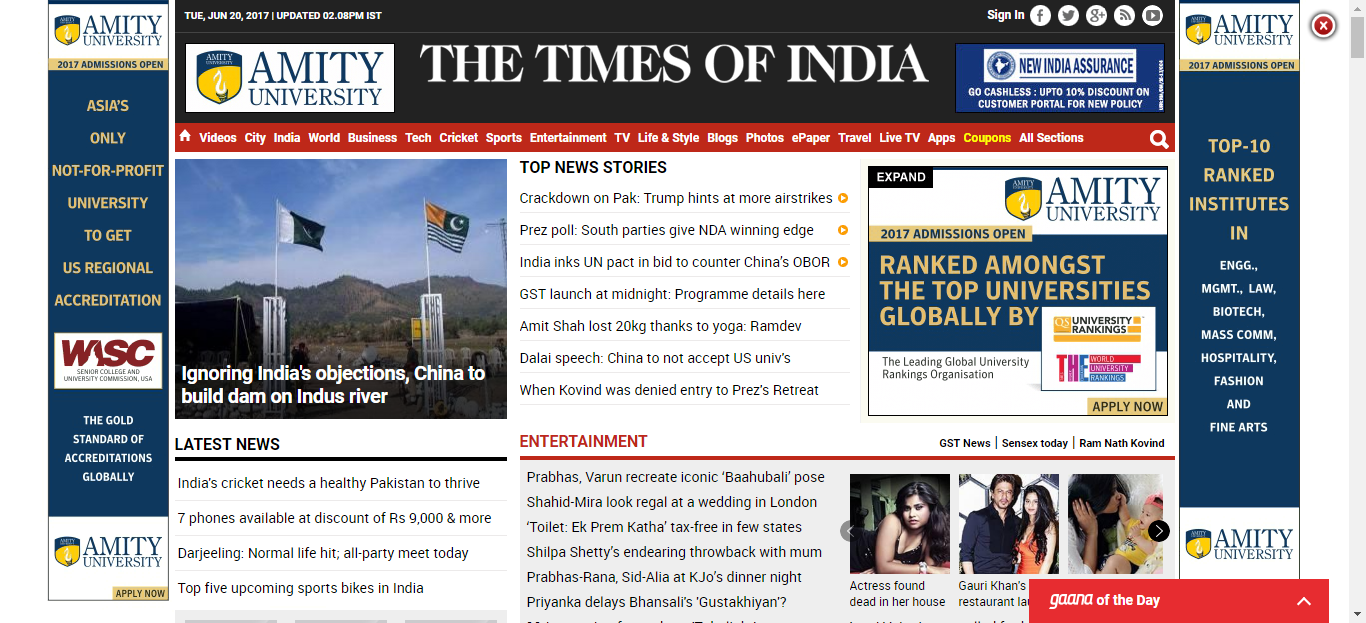 AMITY
UNIVERSITY
2017 ADMISSIONS OPEN
ASIA'S
ONLY
NOT-FOR-PROFIT
UNIVERSITY
TO GET
US REGIONAL
ACCREDITATION
WASC
SENIOR COLLEGE AND
UNIVERSITY COMMISSION, USA
THE GOLD
STANDARD OF
ACCREDITATIONS
GLOBALLY
AMITY
UNIVERSITY
APPLY NOW
TUE, JUN 20, 2017 | UPDATED 02.08PM IST
Sign In
AMITY
UNIVERSITY
THE TIMES OF INDIA
NEW INDIA ASSURANCE
GO CASHLESS : UPTO 10% DISCOUNT ON
CUSTOMER PORTAL FOR NEW POLICY
Videos City India World Business Tech Cricket Sports Entertainment TV Life & Style Blogs Photos ePaper Travel Live TV Apps Coupons All Sections
Ignoring India's objections, China to
build dam on Indus river
LATEST NEWS
India's cricket needs a healthy Pakistan to thrive
7 phones available at discount of Rs 9,000 & more
Darjeeling: Normal life hit; all-party meet today
Top five upcoming sports bikes in India
TOP NEWS STORIES
Crackdown on Pak: Trump hints at more airstrikes
Prez poll: South parties give NDA winning edge
India inks UN pact in bid to counter China's OBOR
GST launch at midnight: Programme details here
Amit Shah lost 20kg thanks to yoga: Ramdev
Dalai speech: China to not accept US univ's
When Kovind was denied entry to Prez's Retreat
EXPAND
AMITY
UNIVERSITY
2017 ADMISSIONS OPEN
RANKED AMONGST
THE TOP UNIVERSITIES
GLOBALLY BY
QS UNIVERSITY
RANKINGS
The Leading Global University
Rankings Organisation
THE WORLD
UNIVERSITY
RANKINGS
APPLY NOW
ENTERTAINMENT
GST News | Sensex today | Ram Nath Kovind
Prabhas, Varun recreate iconic ‘Baahubali’ pose
Shahid-Mira look regal at a wedding in London
‘Toilet: Ek Prem Katha’ tax-free in few states
Shilpa Shetty’s endearing throwback with mum
Prabhas-Rana, Sid-Alia at KJo’s dinner night
Priyanka delays Bhansali’s ‘Gustakhiyan’?
Actress found
dead in her house
Gauri Khan's
restaurant
gaana of the Day
AMITY
UNIVERSITY
2017 ADMISSIONS OPEN
TOP-10
RANKED
INSTITUTES
IN
ENGG.,
MGMT., LAW,
BIOTECH,
MASS COMM,
HOSPITALITY,
FASHION
AND
FINE ARTS
AMITY
UNIVERSITY